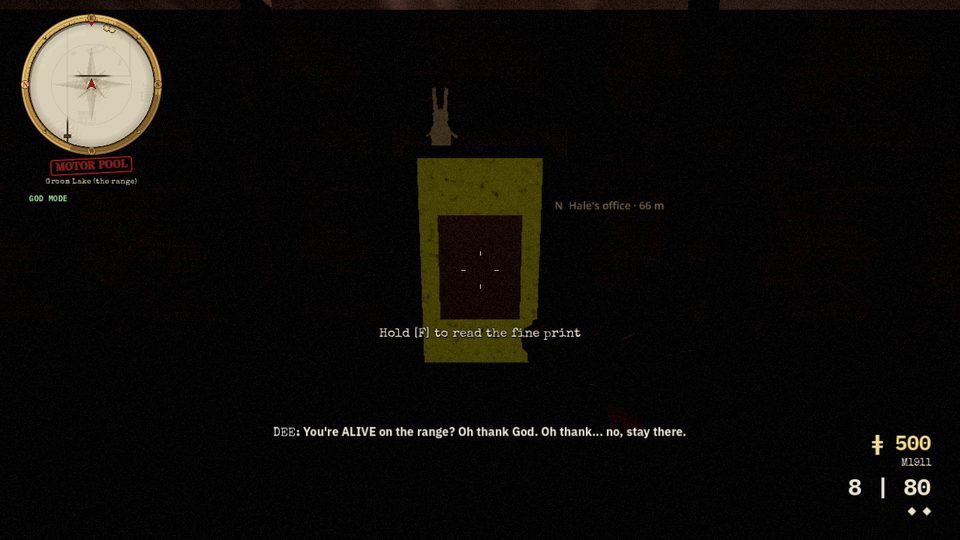 MOTOR POOL
Groom Lake (the range)
GOD MODE
N Hale's office · 66 m
Hold [F] to read the fine print
DEE: You're ALIVE on the range? Oh thank God. Oh thank... no, stay there.
500
M1911
8 | 80